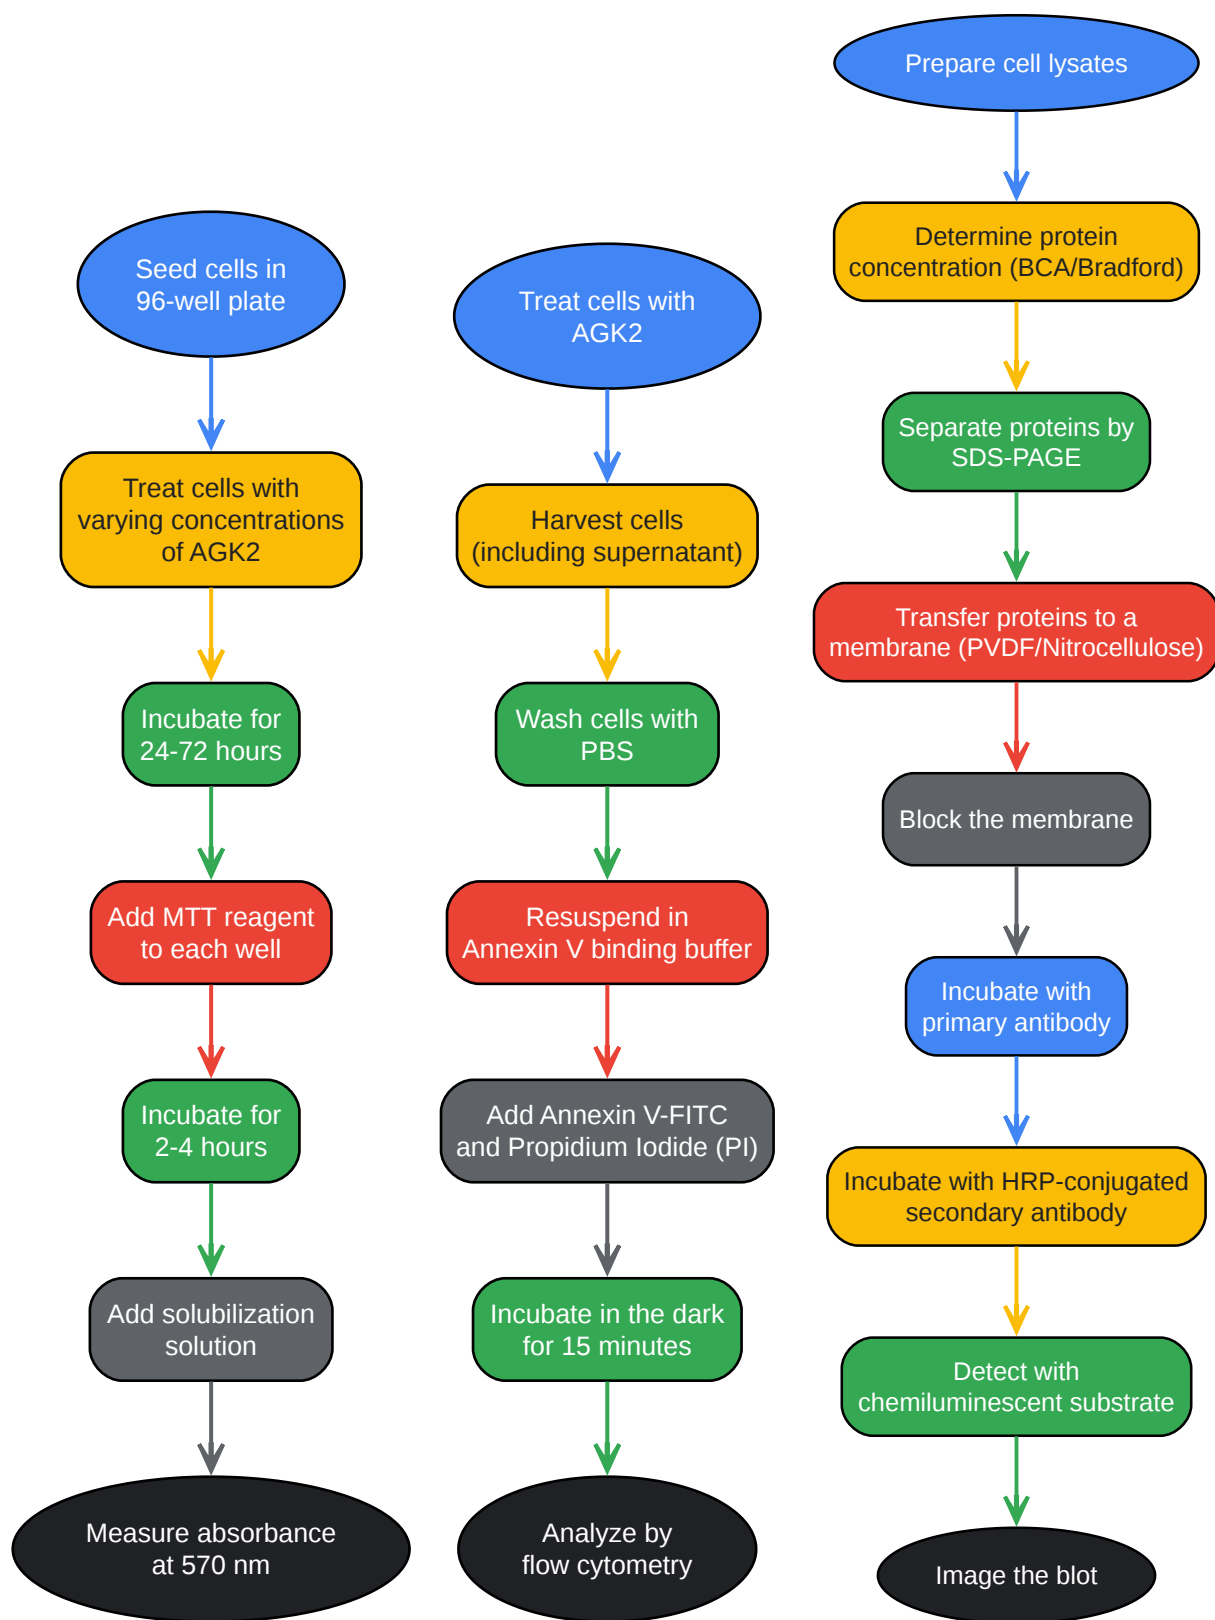 Seed cells in
96-well plate
Treat cells with
varying concentrations
of AGK2
Incubate for
24-72 hours
Add MTT reagent
to each well
Incubate for
2-4 hours
Add solubilization
solution
Measure absorbance
at 570 nm
Treat cells with
AGK2
Harvest cells
(including supernatant)
Wash cells with
PBS
Resuspend in
Annexin V binding buffer
Add Annexin V-FITC
and Propidium Iodide (PI)
Incubate in the dark
for 15 minutes
Analyze by
flow cytometry
Prepare cell lysates
Determine protein
concentration (BCA/Bradford)
Separate proteins by
SDS-PAGE
Transfer proteins to a
membrane (PVDF/Nitrocellulose)
Block the membrane
Incubate with
primary antibody
Incubate with HRP-conjugated
secondary antibody
Detect with
chemiluminescent substrate
Image the blot